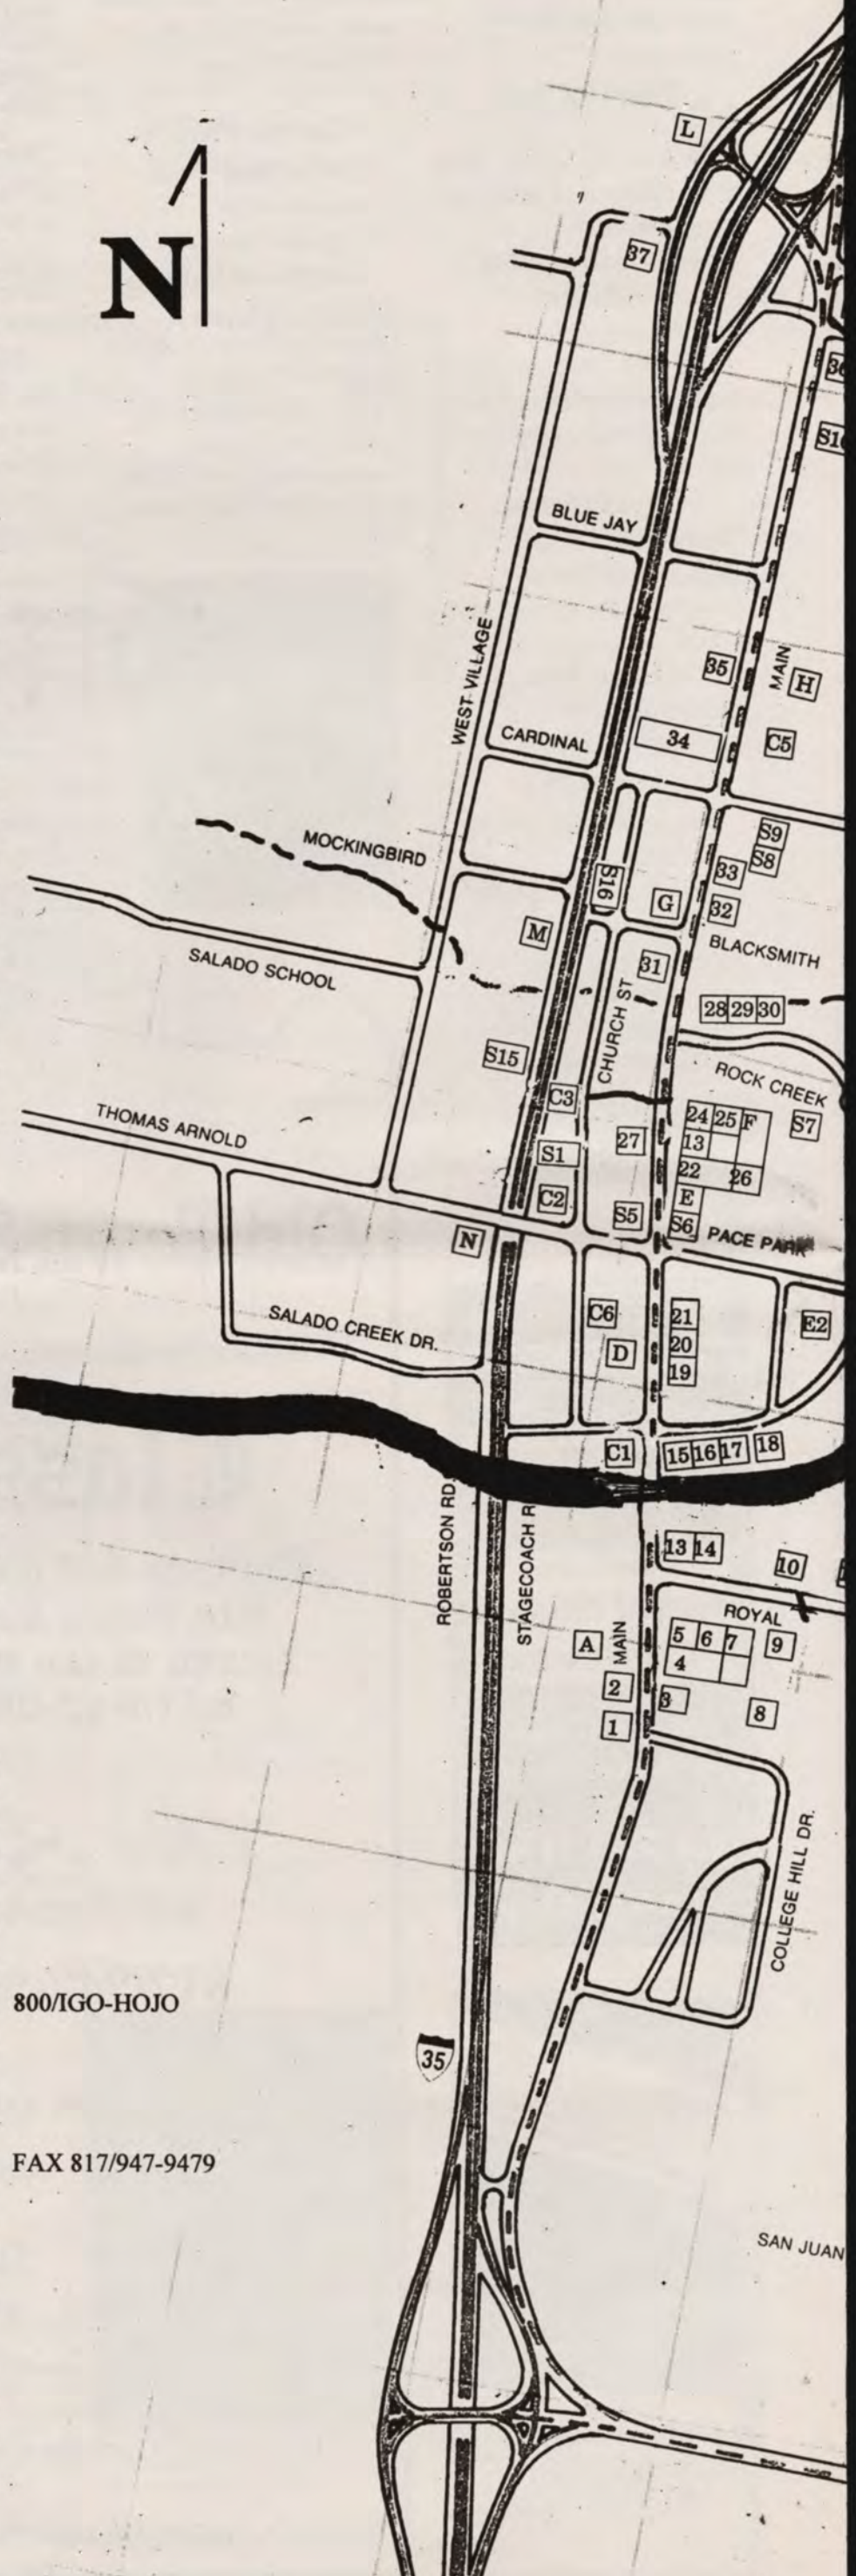 L
N
37
36
S10
BLUE JAY
WEST VILLAGE
35
MAIN
H
CARDINAL
34
C5
MOCKINGBIRD
S9
S8
33
S16
G
32
M
BLACKSMITH
SALADO SCHOOL
31
CHURCH ST
28 29 30
S15
ROCK CREEK
C3
THOMAS ARNOLD
24 25 F
S7
27
13
S1
22
26
C2
E
S5
S6
PACE PARK
N
C6
21
E2
SALADO CREEK DR.
D
20
19
C1
15 16 17
18
ROBERTSON RD.
STAGECOACH R
13 14
10
ROYAL
A
MAIN
5 6 7
9
4
2
3
8
1
COLLEGE HILL DR.
800/IGO-HOJO
35
FAX 817/947-9479
SAN JUAN